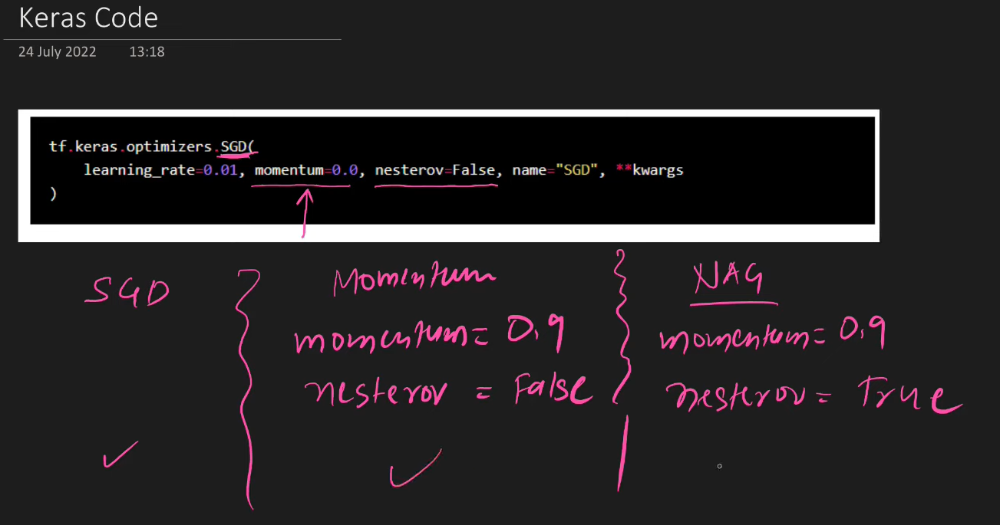 Keras Code
24 July 2022 13:18
tf.keras.optimizers.SGD(
    learning_rate=0.01, momentum=0.0, nesterov=False, name="SGD", **kwargs
)
SGD
Momentum
momentum = 0.9
nesterov = False
NAG
momentum = 0.9
nesterov = True